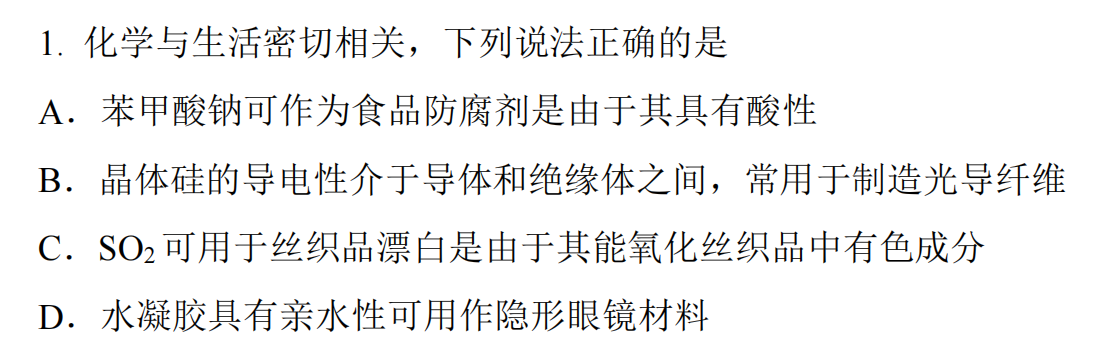 1. 化学与生活密切相关，下列说法正确的是
A．苯甲酸钠可作为食品防腐剂是由于其具有酸性
B．晶体硅的导电性介于导体和绝缘体之间，常用于制造光导纤维
C．SO₂可用于丝织品漂白是由于其能氧化丝织品中有色成分
D．水凝胶具有亲水性可用作隐形眼镜材料